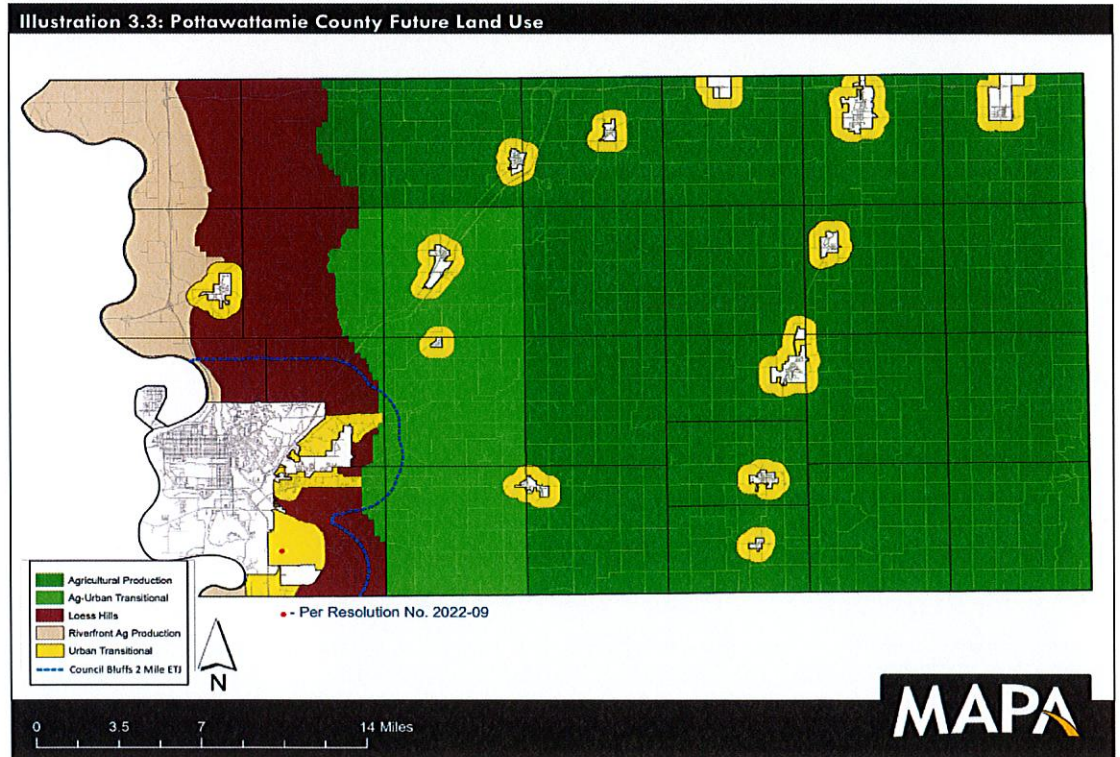 Illustration 3.3: Pottawattamie County Future Land Use
Agricultural Production
Ag-Urban Transitional
Loess Hills
Riverfront Ag Production
Urban Transitional
Council Bluffs 2 Mile ETJ
- Per Resolution No. 2022-09
N
0 3.5 7 14 Miles
MAPA